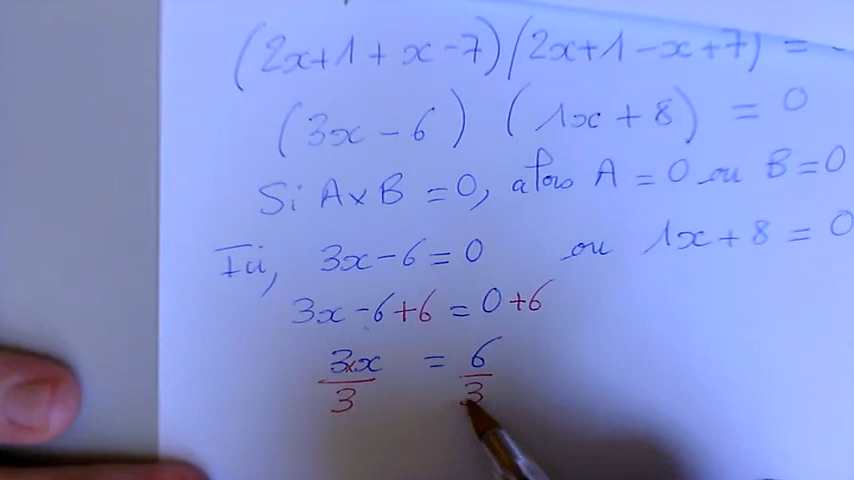 (2x+1+x-7)(2x+1-x+7) =
(3x-6) (1x+8) = 0
Si A×B = 0, alors A = 0 ou B = 0
Ici, 3x-6 = 0 ou 1x+8 = 0
3x-6+6 = 0+6
3×x/3 = 6/3